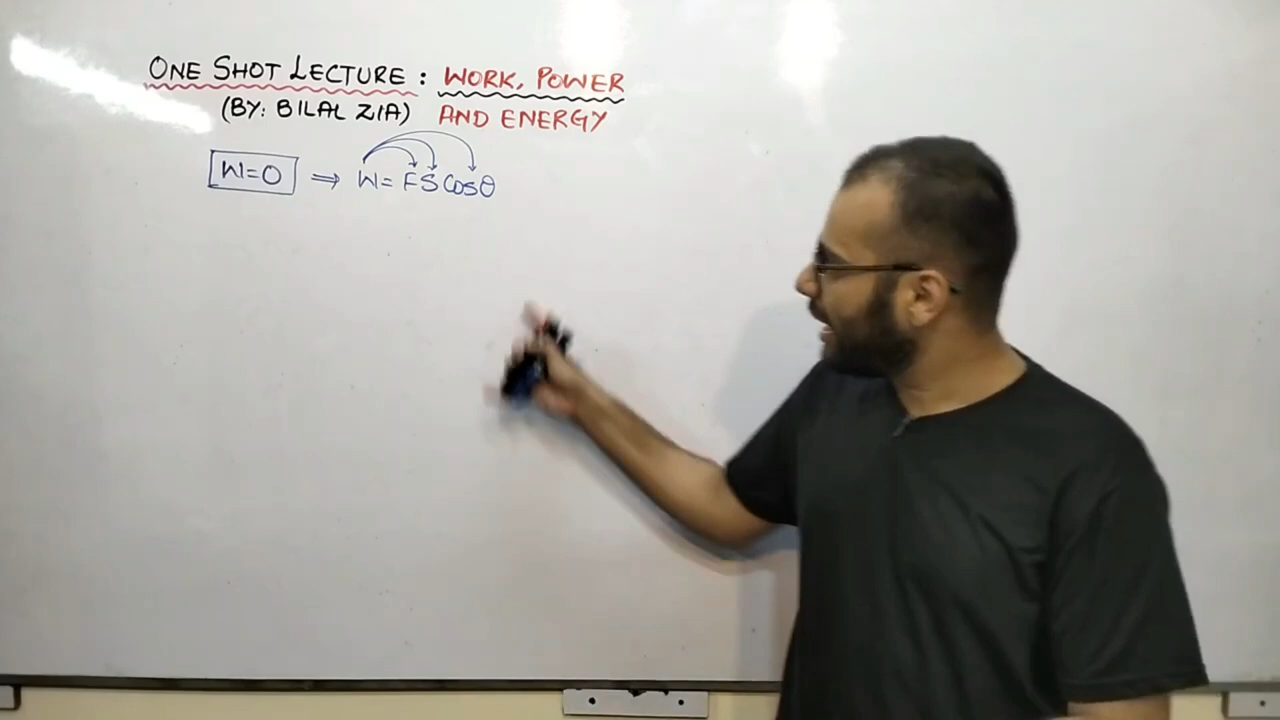 ONE SHOT LECTURE : WORK, POWER
(BY: BILAL ZIA) AND ENERGY
W=0 ⇒ W= FS Cosθ